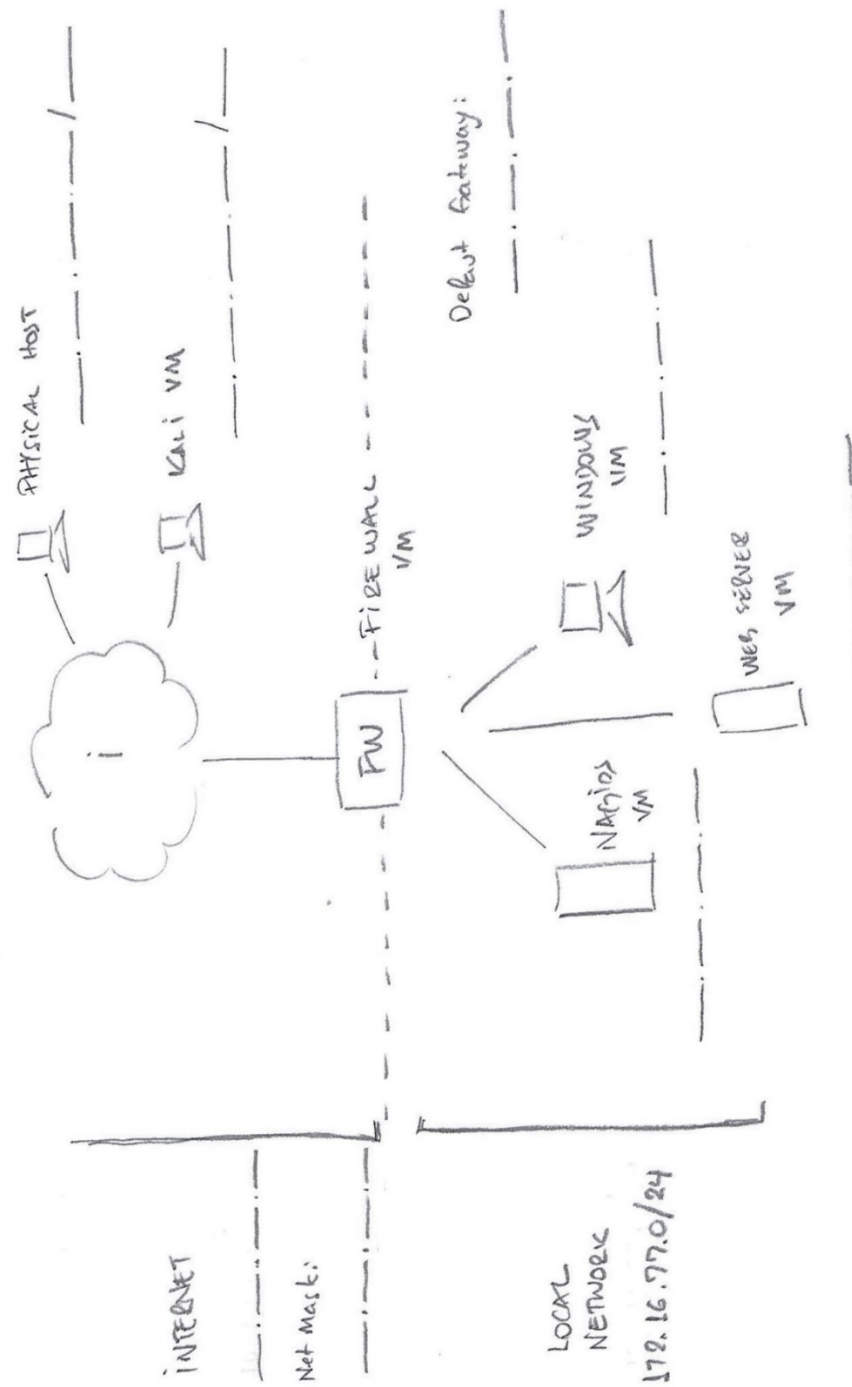 PHYSICAL HOST
/
i
KALI VM
/
FW
FIREWALL
VM
INTERNET
Net Mask:
Default Gateway:
LOCAL
NETWORK
172.16.77.0/24
NAGiOS
VM
WINDOWS
VM
WEB SERVER
VM